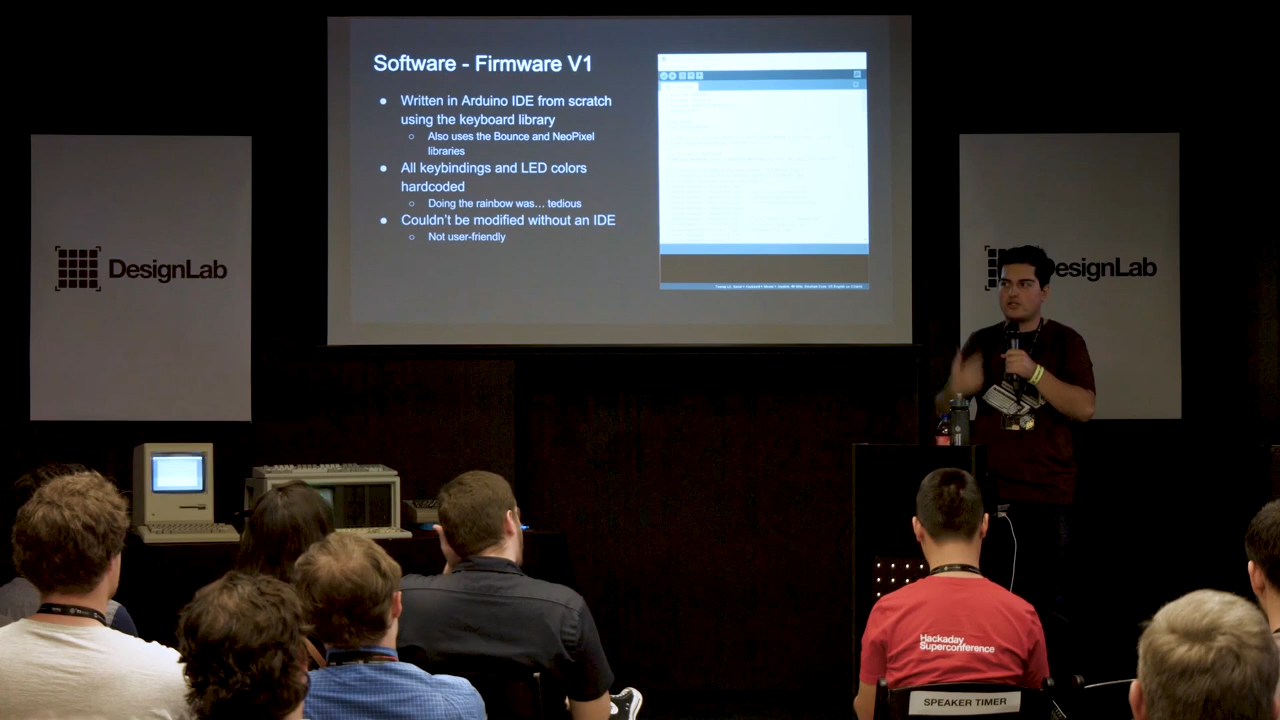 Software - Firmware V1
● Written in Arduino IDE from scratch
using the keyboard library
○ Also uses the Bounce and NeoPixel
libraries
● All keybindings and LED colors
hardcoded
○ Doing the rainbow was... tedious
● Couldn't be modified without an IDE
○ Not user-friendly
DesignLab
DesignLab
Hackaday
Superconference
SPEAKER TIMER